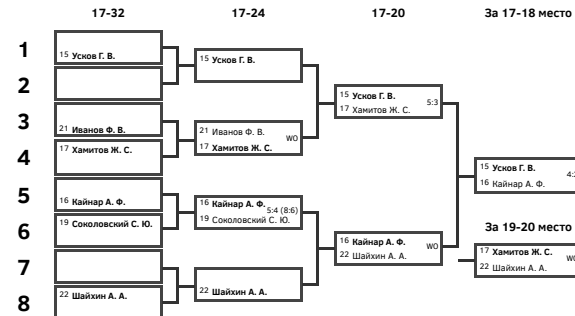 17-32
17-24
17-20
За 17-18 место
1
15 Усков Г. В.
2
3
21 Иванов Ф. В.
4
17 Хамитов Ж. С.
5
16 Кайнар А. Ф.
6
19 Соколовский С. Ю.
7
8
22 Шайхин А. А.
15 Усков Г. В.
21 Иванов Ф. В.
17 Хамитов Ж. С.
WO
16 Кайнар А. Ф.
19 Соколовский С. Ю.
5:4 (8:6)
22 Шайхин А. А.
15 Усков Г. В.
17 Хамитов Ж. С.
5:3
16 Кайнар А. Ф.
22 Шайхин А. А.
WO
15 Усков Г. В.
16 Кайнар А. Ф.
За 19-20 место
17 Хамитов Ж. С.
22 Шайхин А. А.